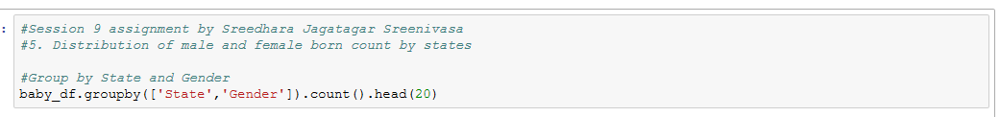 :
#Session 9 assignment by Sreedhara Jagatagar Sreenivasa
#5. Distribution of male and female born count by states
#Group by State and Gender
baby_df.groupby(['State','Gender']).count().head(20)